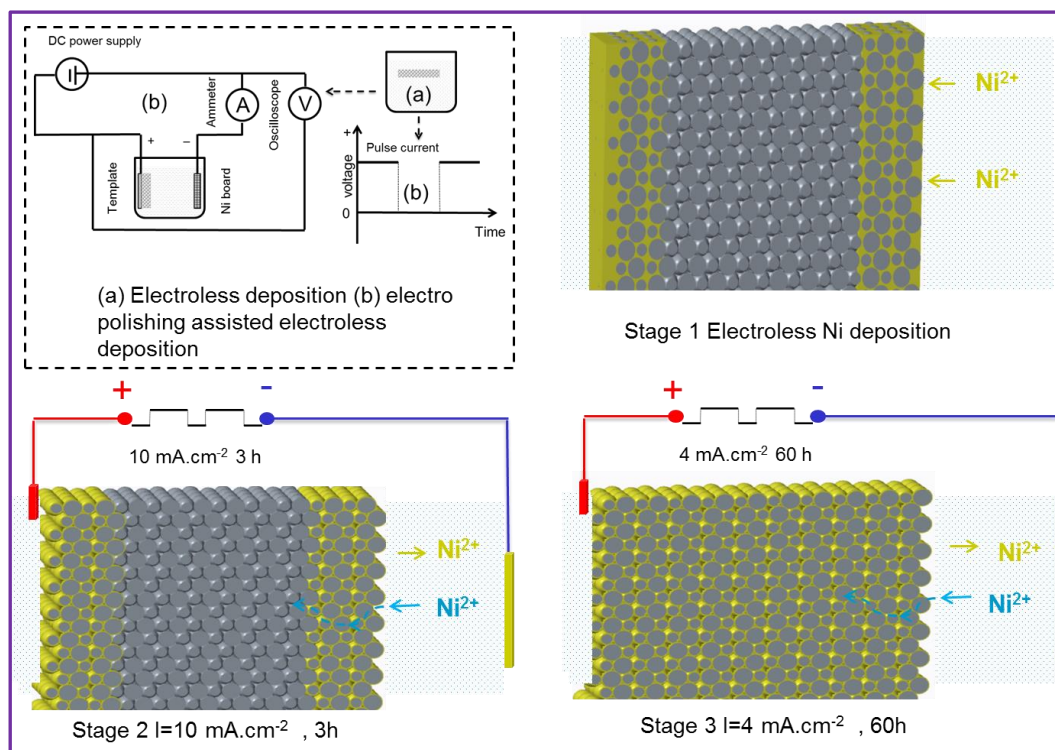 DC power supply
(b)
Ammeter
A
Oscilloscope
V
(a)
+
–
Template
Ni board
+
Pulse current
voltage
(b)
0
Time
(a) Electroless deposition (b) electro
polishing assisted electroless
deposition
Ni²⁺
Ni²⁺
Stage 1 Electroless Ni deposition
+
-
10 mA.cm⁻² 3 h
Ni²⁺
Ni²⁺
Stage 2 I=10 mA.cm⁻² , 3h
+
-
4 mA.cm⁻² 60 h
Ni²⁺
Ni²⁺
Stage 3 I=4 mA.cm⁻² , 60h